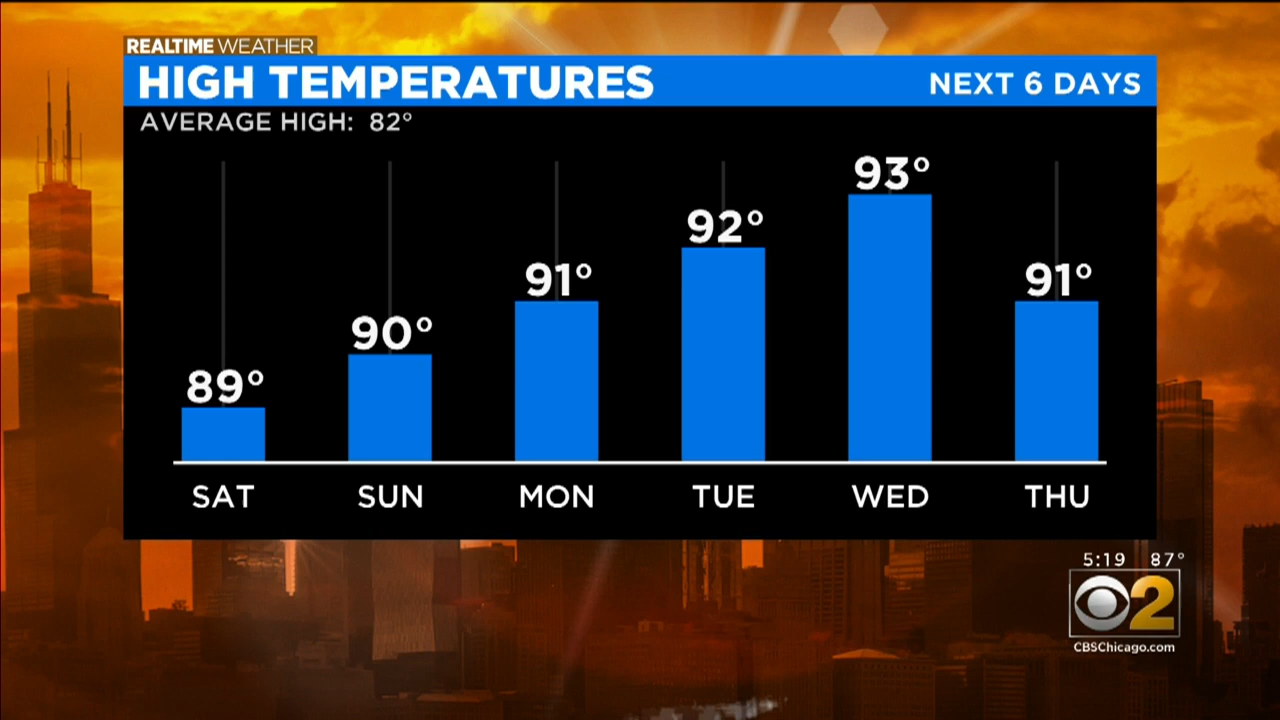 REALTIME WEATHER
HIGH TEMPERATURES NEXT 6 DAYS
AVERAGE HIGH: 82°
89° 90° 91° 92° 93° 91°
SAT SUN MON TUE WED THU
5:19 87°
2
CBSChicago.com